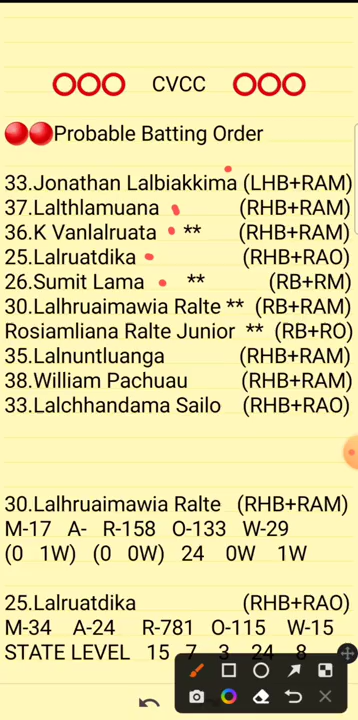 CVCC
Probable Batting Order
33.Jonathan Lalbiakkima (LHB+RAM)
37.Lalthlamuana (RHB+RAM)
36.K Vanlalruata ** (RHB+RAM)
25.Lalruatdika (RHB+RAO)
26.Sumit Lama ** (RB+RM)
30.Lalhruaimawia Ralte ** (RB+RAM)
Rosiamliana Ralte Junior ** (RB+RO)
35.Lalnuntluanga (RHB+RAM)
38.William Pachuau (RHB+RAM)
33.Lalchhandama Sailo (RHB+RAO)
30.Lalhruaimawia Ralte (RHB+RAM)
M-17 A- R-158 O-133 W-29
(0 1W) (0 0W) 24 0W 1W
25.Lalruatdika (RHB+RAO)
M-34 A-24 R-781 O-115 W-15
STATE LEVEL 15 7 3 24 8